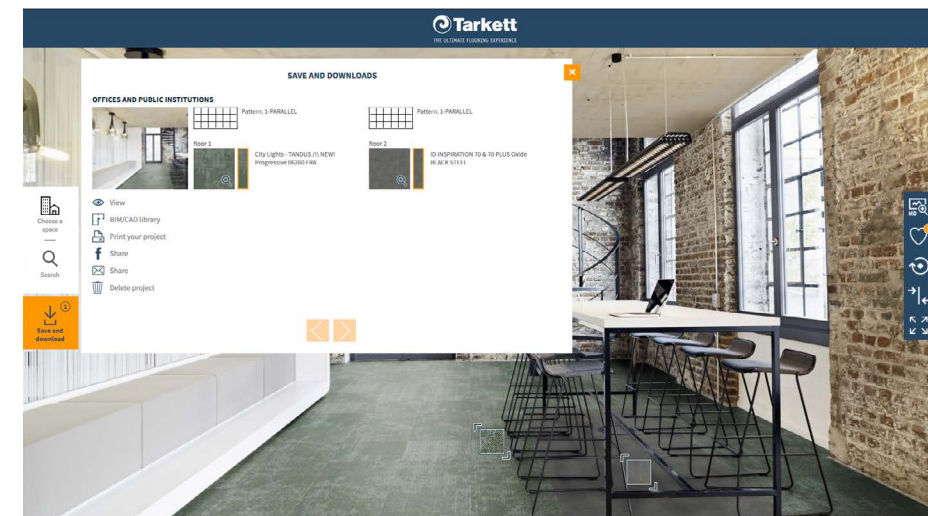 Tarkett
THE ULTIMATE FLOORING EXPERIENCE
SAVE AND DOWNLOADS
OFFICES AND PUBLIC INSTITUTIONS
Pattern: 1-PARALLEL
Pattern: 1-PARALLEL
floor 1
City Lights - TANDUS /!\ NEW!
Progressive 06260 FRA
floor 2
ID INSPIRATION 70 & 70 PLUS Oxide
BLACK STEEL
View
BIM/CAD library
Print your project
Share
Share
Delete project
Choose a
space
Search
1
Save and
download
HD